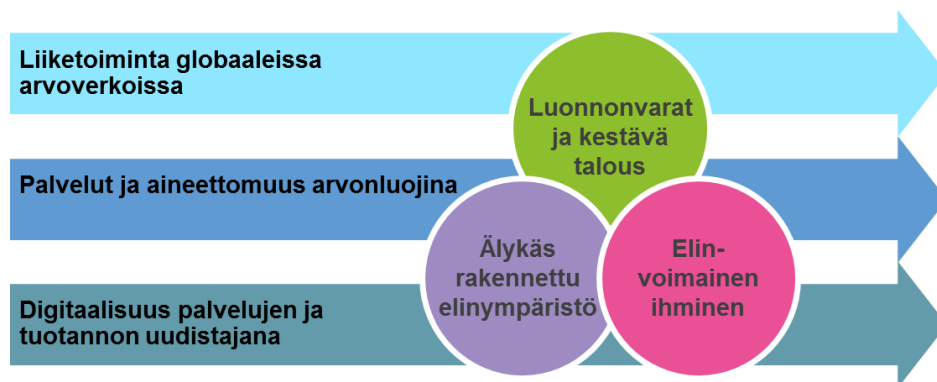 Liiketoiminta globaaleissa
arvoverkoissa
Luonnonvarat
ja kestävä
talous
Palvelut ja aineettomuus arvonluojina
Älykäs
rakennettu
elinympäristö
Elin-
voimainen
ihminen
Digitaalisuus palvelujen ja
tuotannon uudistajana